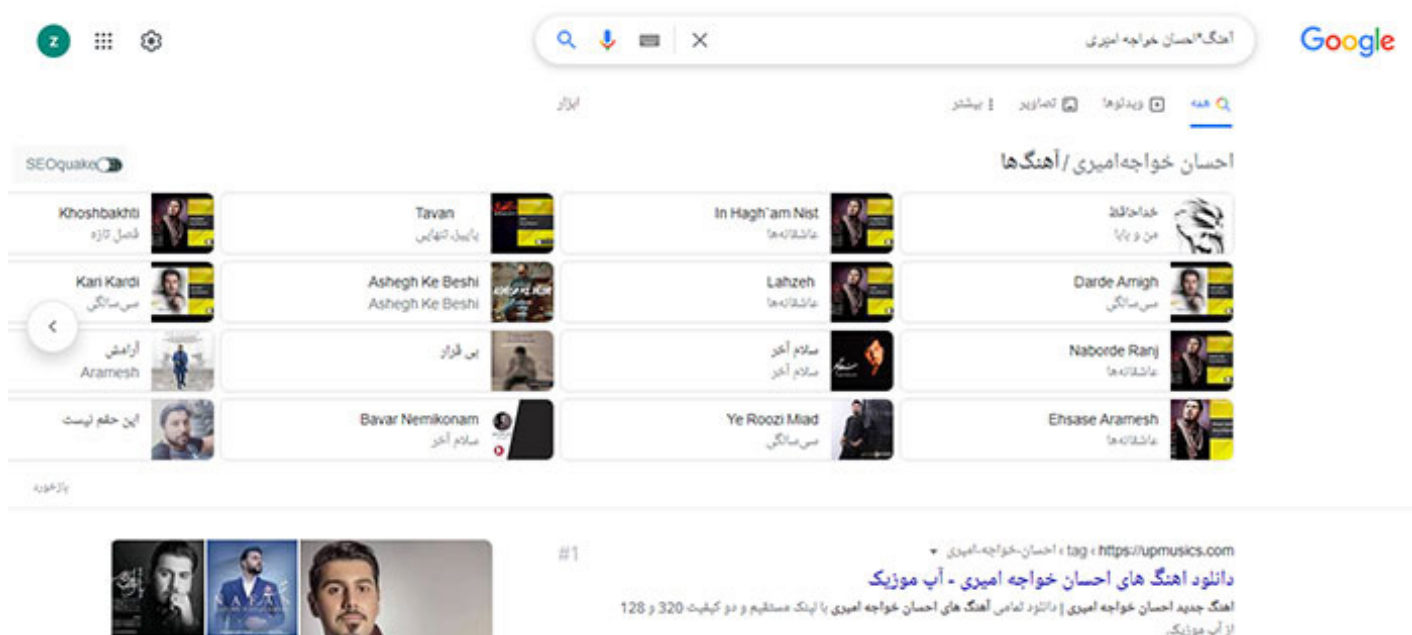 Google
آهنگ*احسان خواجه امیری
Z
همه
ویدئوها
تصاویر
بیشتر
ابزار
احسان خواجه‌امیری/آهنگ‌ها
SEOquake
خداحافظ
من و بابا
In Hagh`am Nist
عاشقانه‌ها
Tavan
پاییز، تنهایی
Khoshbakhti
فصل تازه
Darde Amigh
سی‌سالگی
Lahzeh
عاشقانه‌ها
Ashegh Ke Beshi
Ashegh Ke Beshi
Kari Kardi
سی‌سالگی
Naborde Ranj
عاشقانه‌ها
سلام آخر
سلام آخر
بی قرار
آرامش
Aramesh
Ehsase Aramesh
عاشقانه‌ها
Ye Roozi Miad
سی‌سالگی
Bavar Nemikonam
سلام آخر
این حقم نیست
بازخورد
https://upmusics.com › tag › احسان-خواجه-امیری
#1
دانلود اهنگ های احسان خواجه امیری - آپ موزیک
اهنگ جدید احسان خواجه امیری | دانلود تمامی آهنگ های احسان خواجه امیری با لینک مستقیم و دو کیفیت 320 و 128
از آپ موزیک.
NAFAS